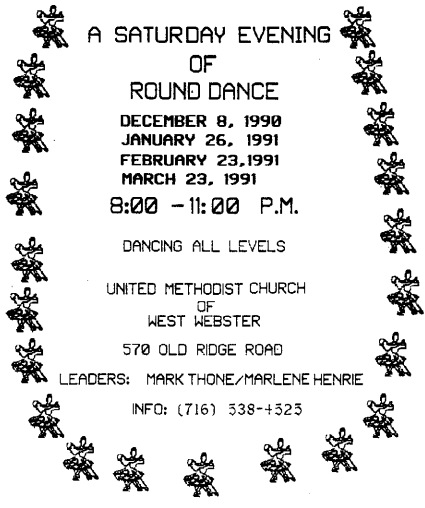 A SATURDAY EVENING
OF
ROUND DANCE
DECEMBER 8, 1990
JANUARY 26, 1991
FEBRUARY 23,1991
MARCH 23, 1991
8:00 - 11:00 P.M.
DANCING ALL LEVELS
UNITED METHODIST CHURCH
OF
WEST WEBSTER
570 OLD RIDGE ROAD
LEADERS: MARK THONE/MARLENE HENRIE
INFO: (716)